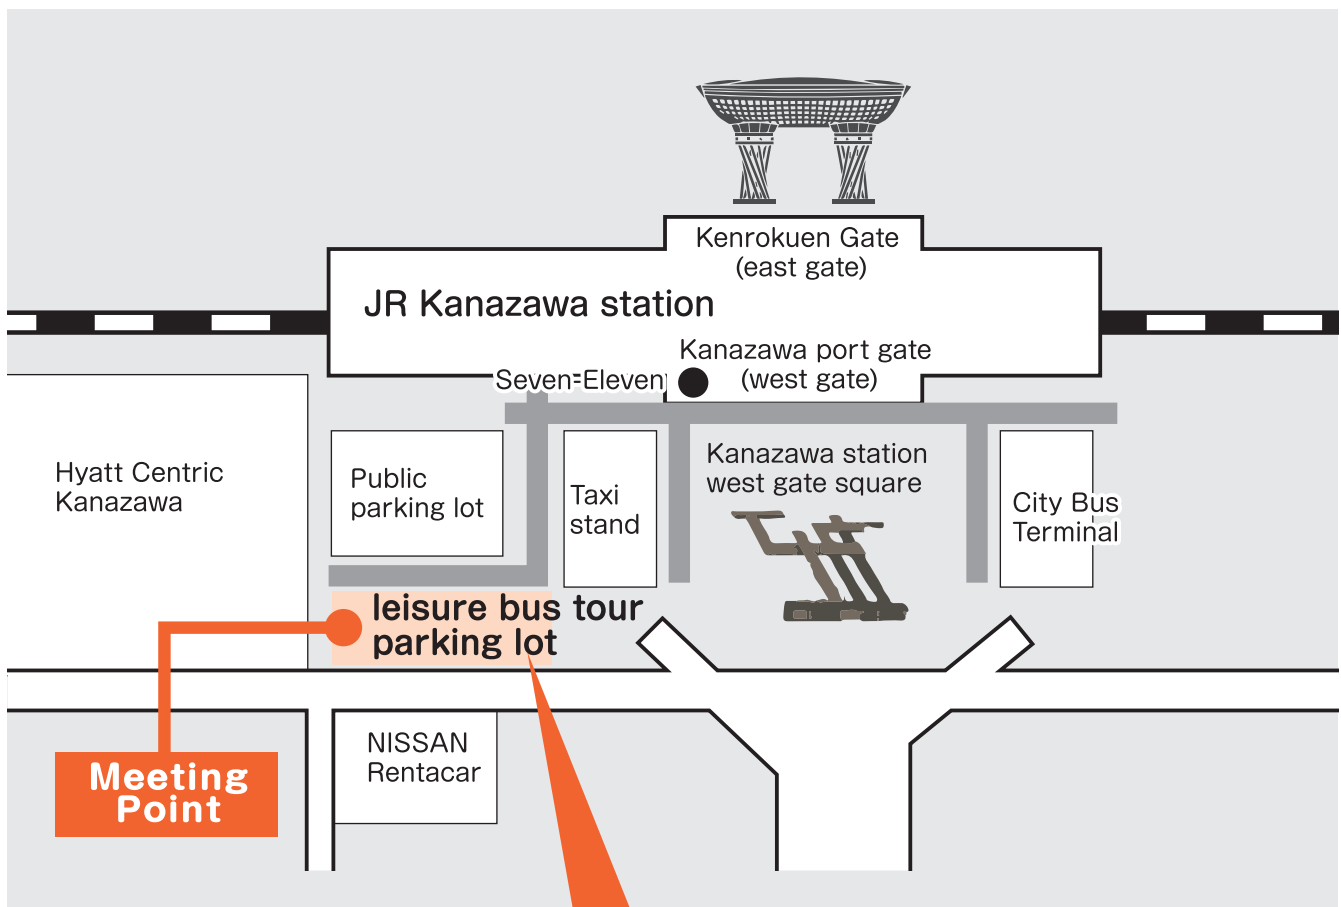 Kenrokuen Gate
(east gate)
JR Kanazawa station
Kanazawa port gate
(west gate)
Seven-Eleven
Hyatt Centric
Kanazawa
Public
parking lot
Taxi
stand
Kanazawa station
west gate square
City Bus
Terminal
leisure bus tour
parking lot
NISSAN
Rentacar
Meeting
Point